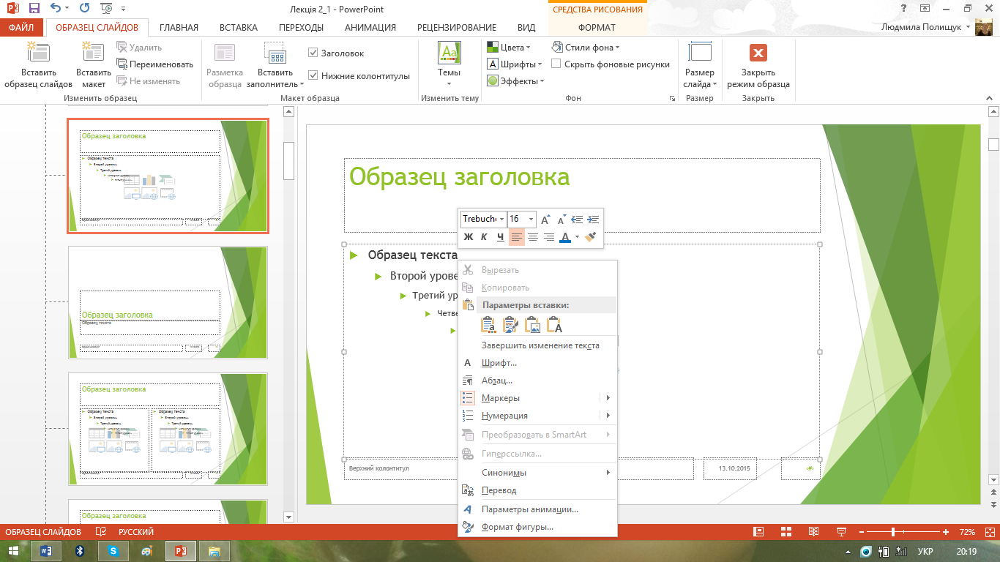 Лекція 2_1 - PowerPoint
СРЕДСТВА РИСОВАНИЯ
ФАЙЛ ОБРАЗЕЦ СЛАЙДОВ ГЛАВНАЯ ВСТАВКА ПЕРЕХОДЫ АНИМАЦИЯ РЕЦЕНЗИРОВАНИЕ ВИД ФОРМАТ Людмила Полищук
Вставить образец слайдов
Вставить макет
Удалить
Переименовать
Не изменять
Изменить образец
Разметка образца
Вставить заполнитель
Заголовок
Нижние колонтитулы
Макет образца
Темы
Изменить тему
Цвета
Шрифты
Эффекты
Стили фона
Скрыть фоновые рисунки
Фон
Размер слайда
Размер
Закрыть режим образца
Закрыть
Образец заголовка
Образец текста
Второй уровень
Третий уровень
Образец заголовка
Образец текста
Образец заголовка
Образец текста
Второй уровень
Третий уровень
Образец текста
Второй уровень
Третий уровень
Образец заголовка
Образец заголовка
Trebuch 16
Ж К Ч
Образец текста
Второй уров
Третий ур
Четве
Вырезать
Копировать
Параметры вставки:
Завершить изменение текста
Шрифт...
Абзац...
Маркеры
Нумерация
Преобразовать в SmartArt
Гиперссылка...
Синонимы
Перевод
Параметры анимации...
Формат фигуры...
Верхний колонтитул
13.10.2015
ОБРАЗЕЦ СЛАЙДОВ РУССКИЙ 72%
УКР 20:19